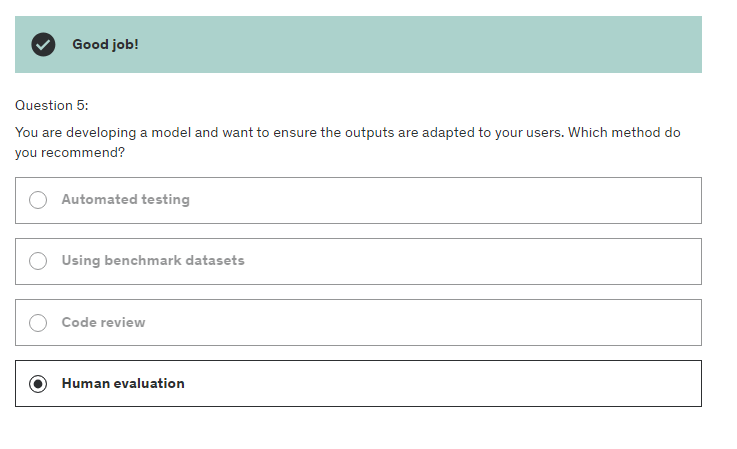 Good job!
Question 5:
You are developing a model and want to ensure the outputs are adapted to your users. Which method do
you recommend?
Automated testing
Using benchmark datasets
Code review
Human evaluation